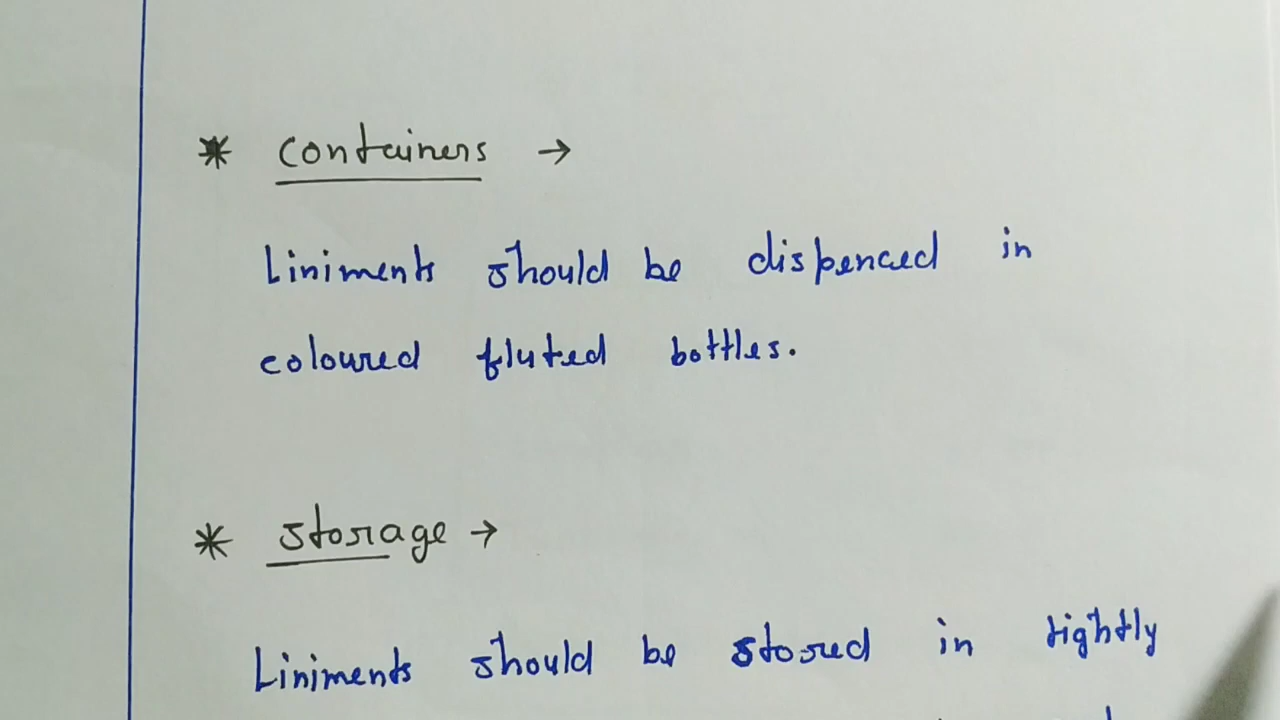 * Containers →
Liniments should be dispenced in
coloured fluted bottles.
* storage →
Liniments should be stored in tightly